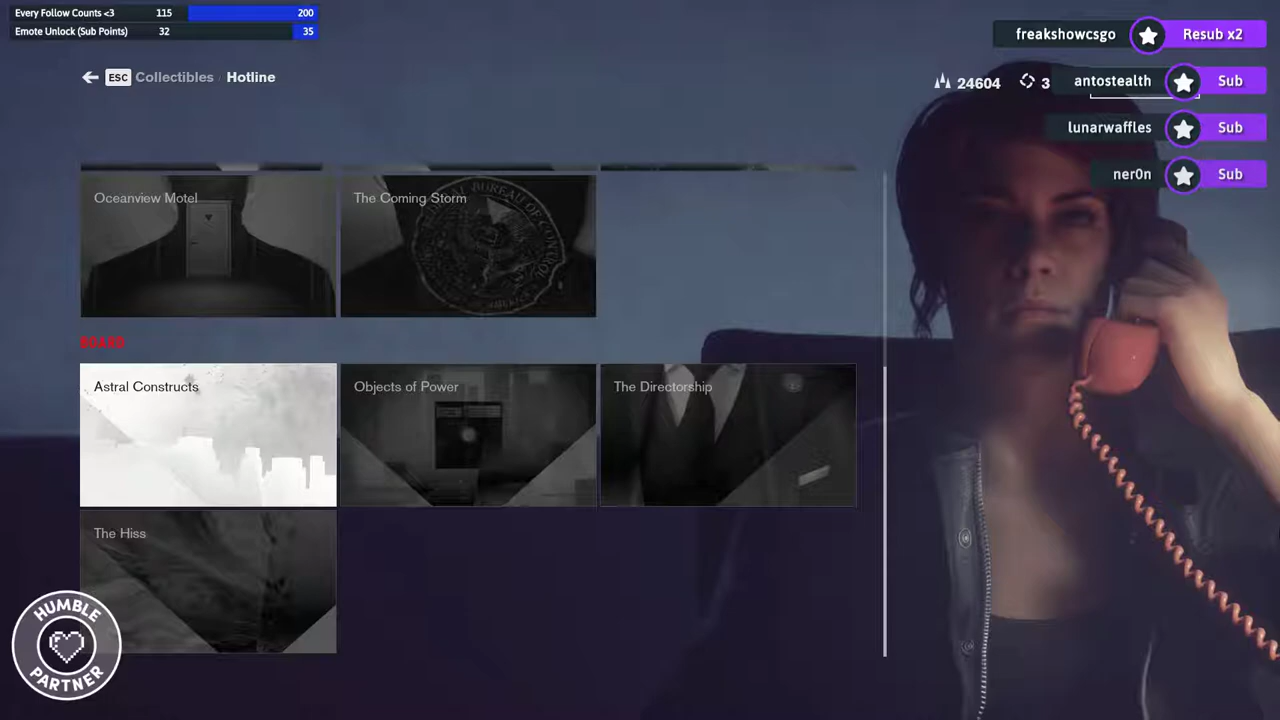 Every Follow Counts <3 115 200
Emote Unlock (Sub Points) 32 35
freakshowcsgo Resub x2
ESC Collectibles Hotline
24604 3
antostealth Sub
lunarwaffles Sub
ner0n Sub
Oceanview Motel The Coming Storm
BOARD
Astral Constructs Objects of Power The Directorship
The Hiss
HUMBLE
PARTNER